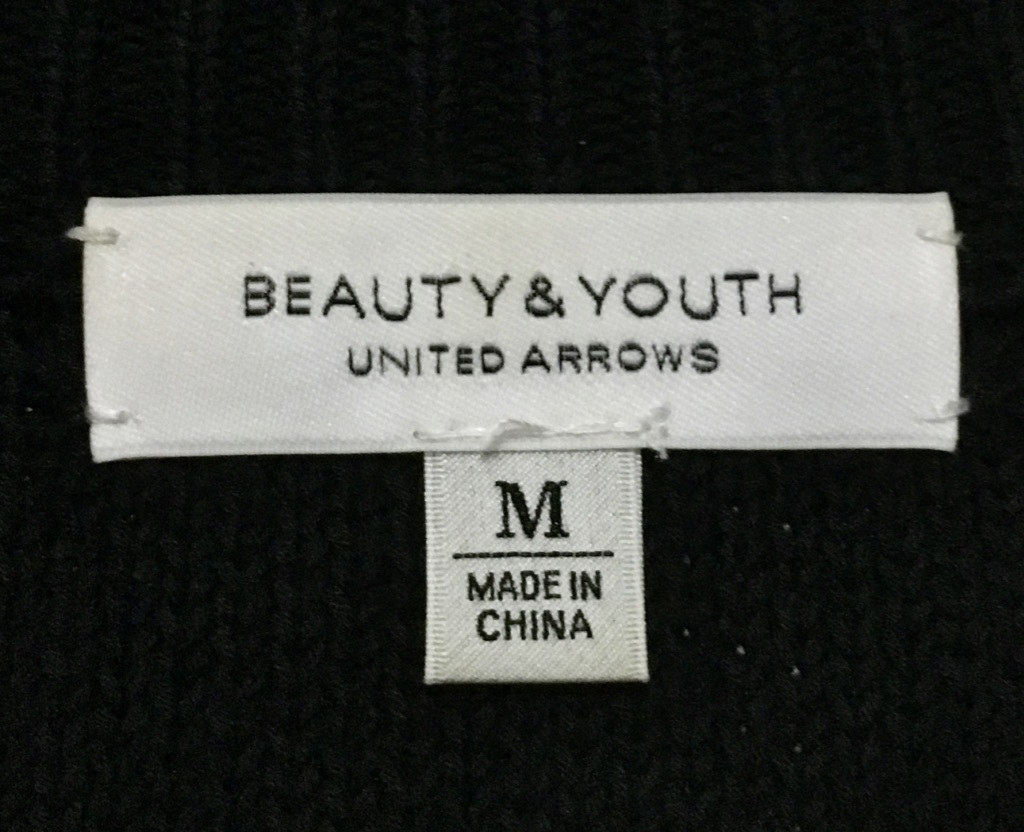 BEAUTY & YOUTH
UNITED ARROWS
M
MADE IN
CHINA